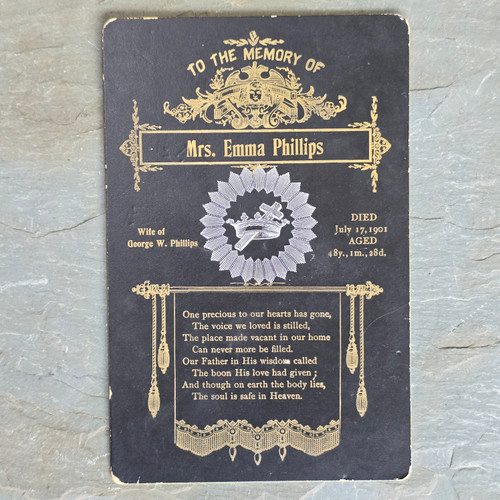 TO THE MEMORY OF
Mrs. Emma Phillips
Wife of
George W. Phillips
DIED
July 17, 1901
AGED
48y., 1m., 28d.
One precious to our hearts has gone,
The voice we loved is stilled,
The place made vacant in our home
Can never more be filled.
Our Father in His wisdom called
The boon His love had given;
And though on earth the body lies,
The soul is safe in Heaven.